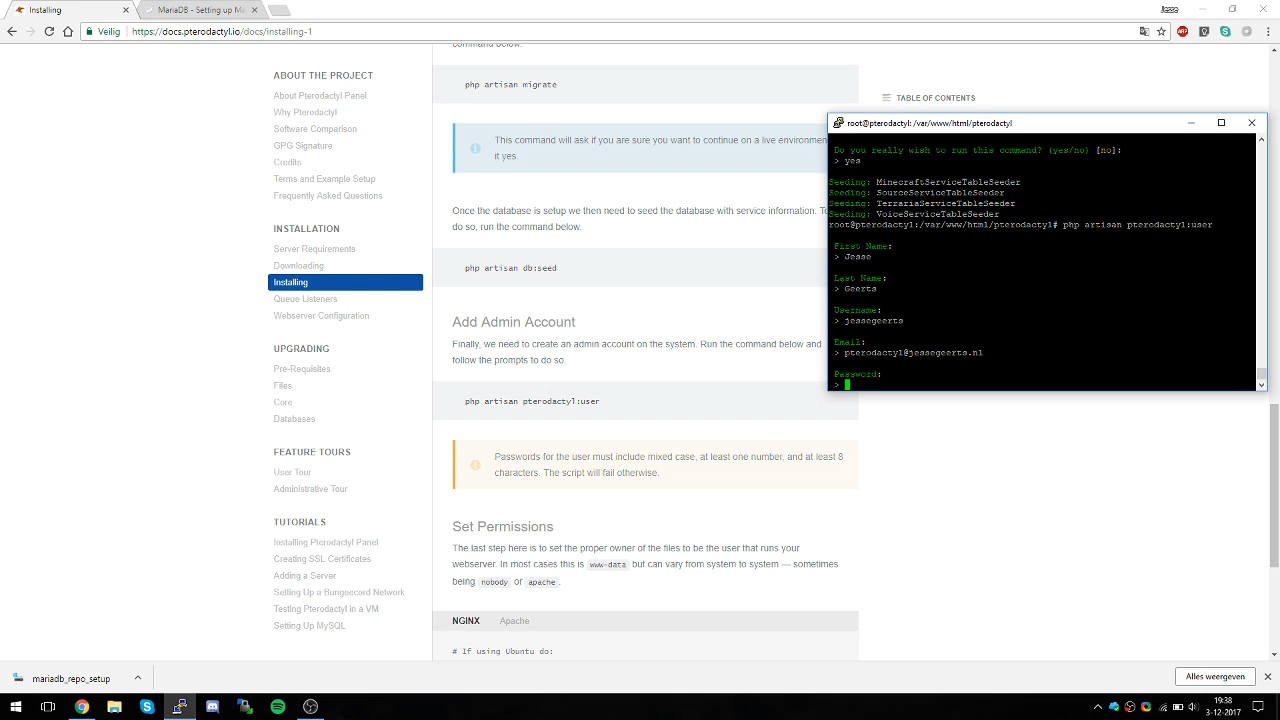 Installing
MariaDB - Setting up Ma
Jesse
Veilig
https://docs.pterodactyl.io/docs/installing-1
command below.
php artisan migrate
This command will ask if you are sure you want to continue on a live environmen
it yes.
Once the database is setup we then need to seed the database with service information. To
do so, run the command below.
php artisan db:seed
Add Admin Account
Finally, we need to create an admin account on the system. Run the command below and
follow the prompts to do so.
php artisan pterodactyl:user
Passwords for the user must include mixed case, at least one number, and at least 8
characters. The script will fail otherwise.
Set Permissions
The last step here is to set the proper owner of the files to be the user that runs your
webserver. In most cases this is www-data but can vary from system to system — sometimes
being nobody or apache.
NGINX Apache
# If using Ubuntu do:
ABOUT THE PROJECT
About Pterodactyl Panel
Why Pterodactyl
Software Comparison
GPG Signature
Credits
Terms and Example Setup
Frequently Asked Questions
INSTALLATION
Server Requirements
Downloading
Installing
Queue Listeners
Webserver Configuration
UPGRADING
Pre-Requisites
Files
Core
Databases
FEATURE TOURS
User Tour
Administrative Tour
TUTORIALS
Installing Pterodactyl Panel
Creating SSL Certificates
Adding a Server
Setting Up a Bungeecord Network
Testing Pterodactyl in a VM
Setting Up MySQL
TABLE OF CONTENTS
root@pterodactyl: /var/www/html/pterodactyl
Do you really wish to run this command? (yes/no) [no]:
> yes
Seeding: MinecraftServiceTableSeeder
Seeding: SourceServiceTableSeeder
Seeding: TerrariaServiceTableSeeder
Seeding: VoiceServiceTableSeeder
root@pterodactyl:/var/www/html/pterodactyl# php artisan pterodactyl:user
First Name:
> Jesse
Last Name:
> Geerts
Username:
> jessegeerts
Email:
> pterodactyl@jessegeerts.nl
Password:
>
mariadb_repo_setup
Alles weergeven
19:38
3-12-2017